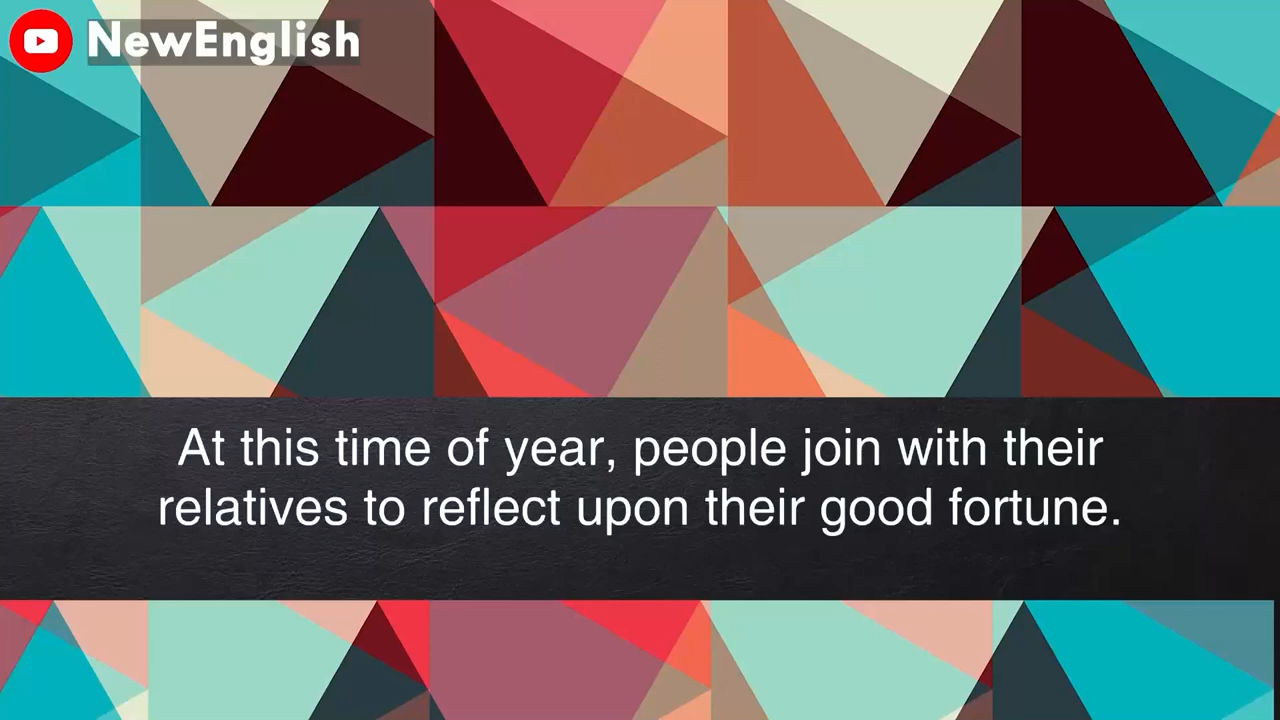 NewEnglish
At this time of year, people join with their
relatives to reflect upon their good fortune.